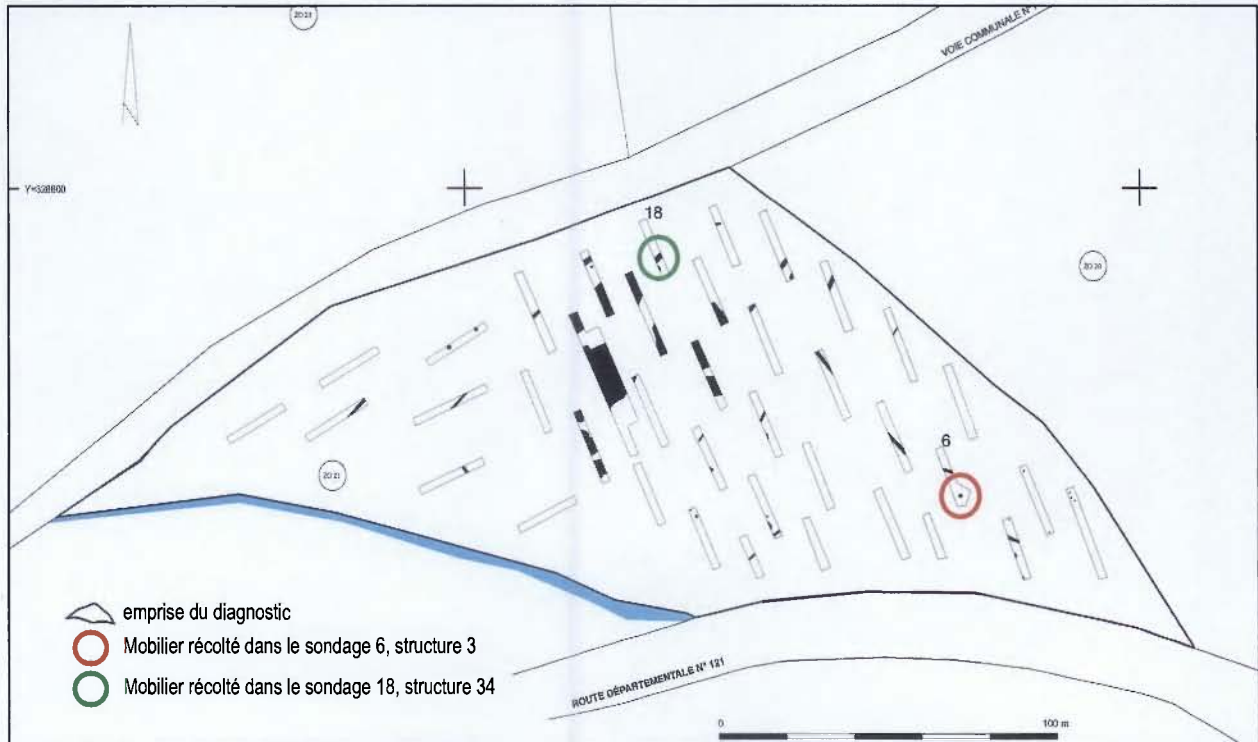 ZO 23
VOIE COMMUNALE N°
Y=328800
18
ZO 20
6
ZO 21
emprise du diagnostic
Mobilier récolté dans le sondage 6, structure 3
Mobilier récolté dans le sondage 18, structure 34
ROUTE DÉPARTEMENTALE N° 121
0 100 m